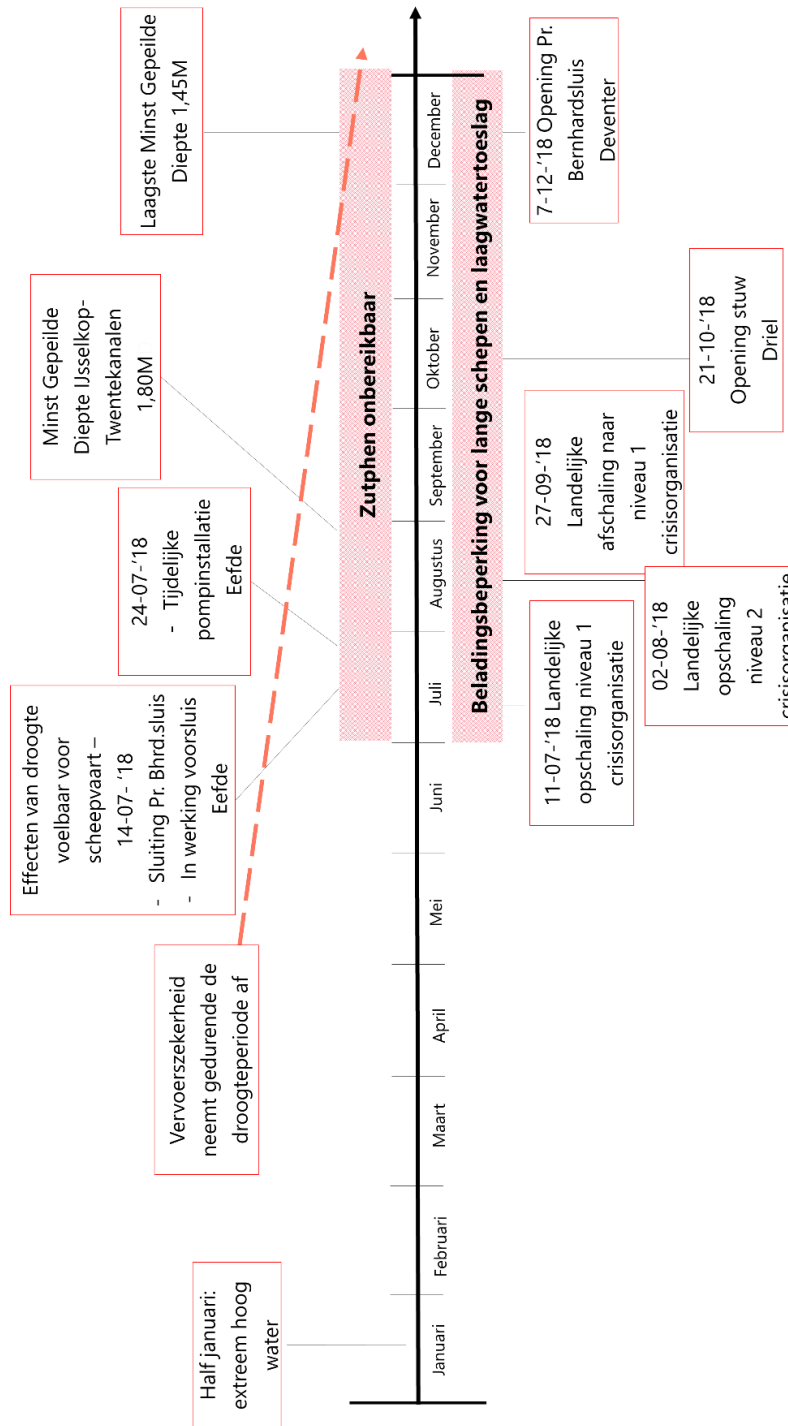 Half januari:
extreem hoog
water
Vervoerszekerheid
neemt gedurende de
droogteperiode af
Effecten van droogte
voelbaar voor
scheepvaart –
14-07- ‘18
- Sluiting Pr. Bhrd.sluis
- In werking voorsluis
Eefde
24-07-‘18
- Tijdelijke
pompinstallatie
Eefde
Minst Gepeilde
Diepte IJsselkop-
Twentekanalen
1,80M
Laagste Minst Gepeilde
Diepte 1,45M
Zutphen onbereikbaar
Januari
Februari
Maart
April
Mei
Juni
Juli
Augustus
September
Oktober
November
December
Beladingsbeperking voor lange schepen en laagwatertoeslag
11-07-‘18 Landelijke
opschaling niveau 1
crisisorganisatie
02-08-‘18
Landelijke
opschaling
niveau 2
crisisorganisatie
27-09-‘18
Landelijke
afschaling naar
niveau 1
crisisorganisatie
21-10-‘18
Opening stuw
Driel
7-12-‘18 Opening Pr.
Bernhardsluis
Deventer